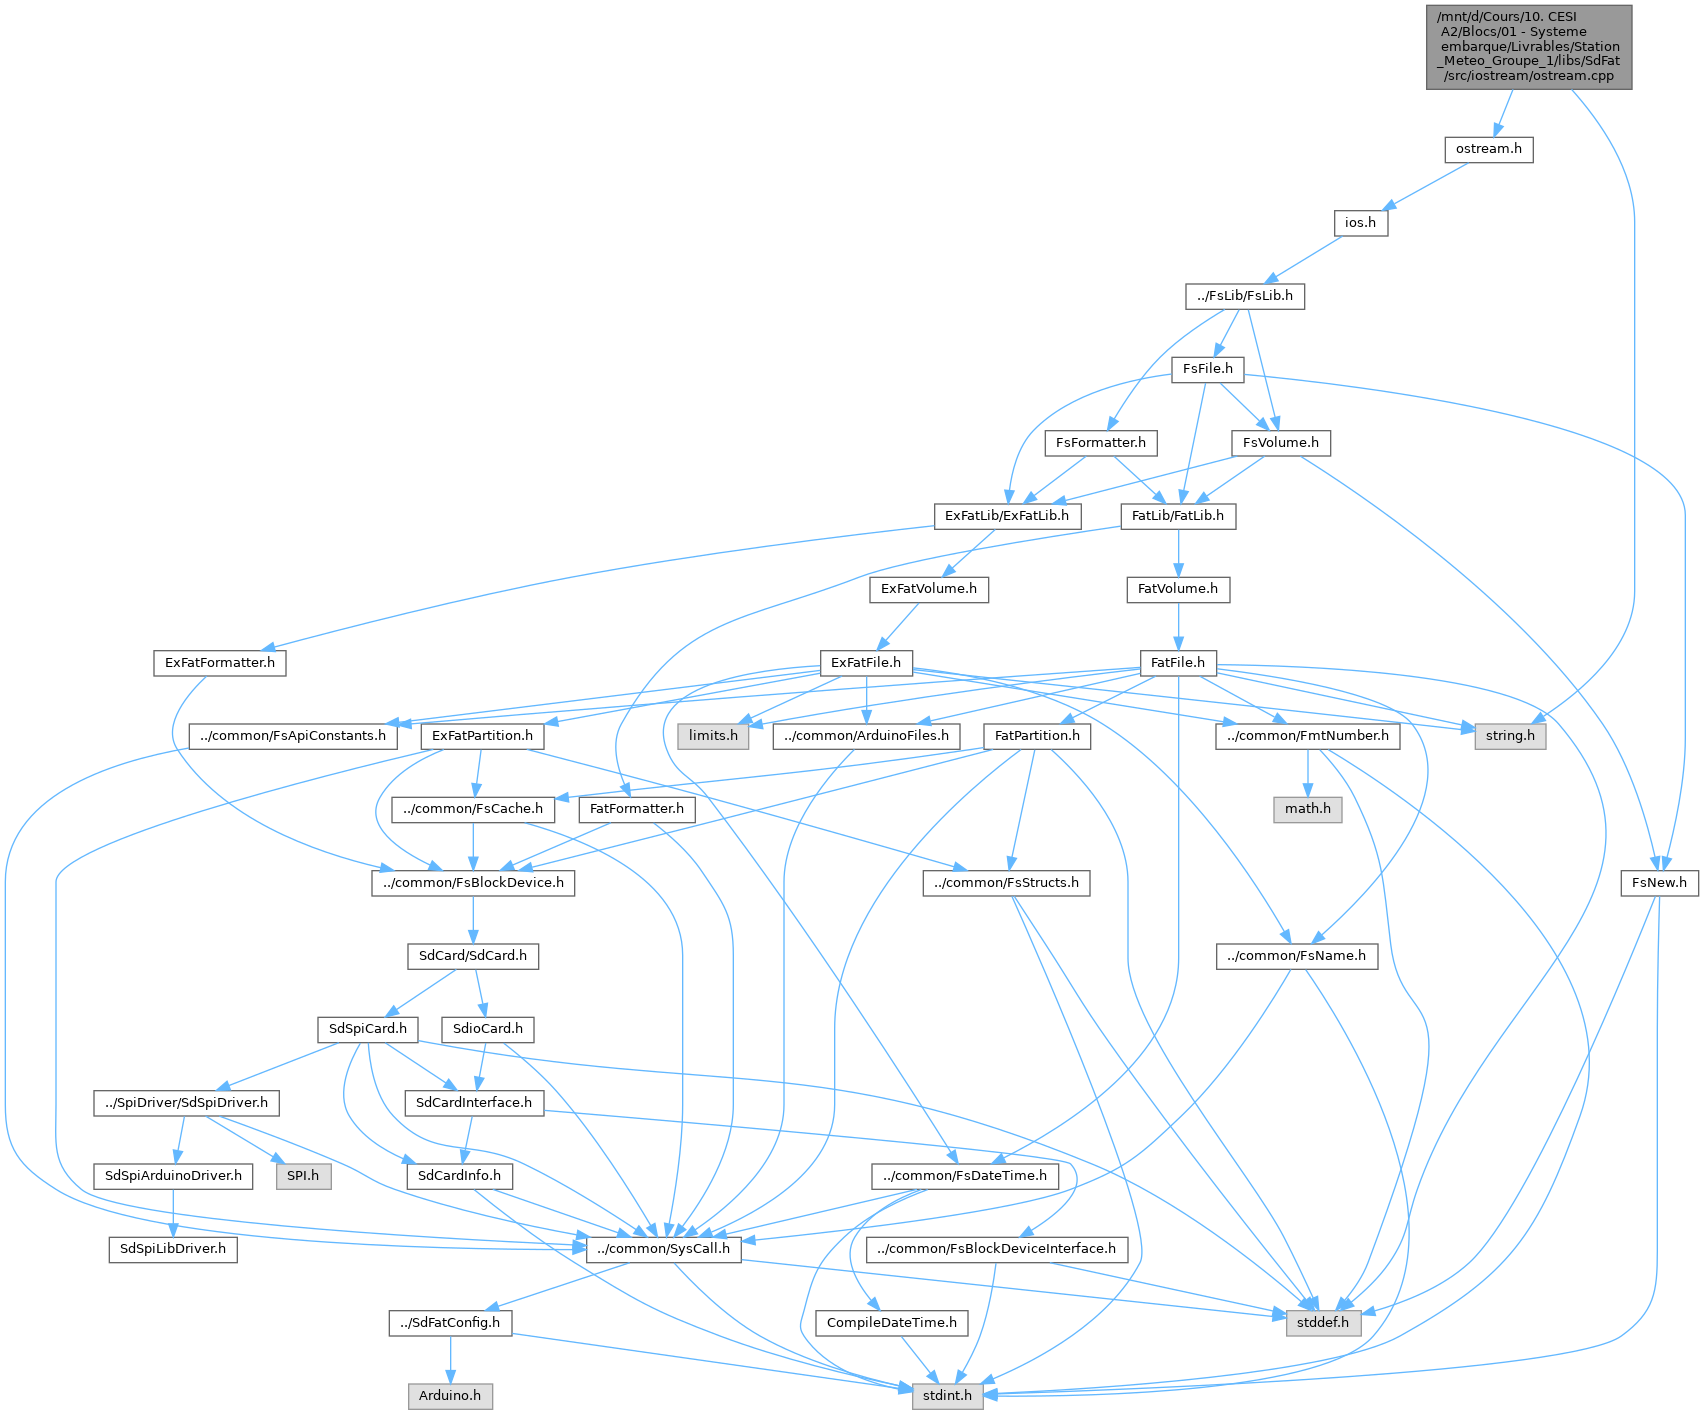 /mnt/d/Cours/10. CESI
A2/Blocs/01 - Systeme
embarque/Livrables/Station
_Meteo_Groupe_1/libs/SdFat
/src/iostream/ostream.cpp
ostream.h
ios.h
../FsLib/FsLib.h
FsFile.h
FsFormatter.h
FsVolume.h
ExFatLib/ExFatLib.h
FatLib/FatLib.h
ExFatVolume.h
FatVolume.h
ExFatFormatter.h
ExFatFile.h
FatFile.h
../common/FsApiConstants.h
ExFatPartition.h
limits.h
../common/ArduinoFiles.h
FatPartition.h
../common/FmtNumber.h
string.h
../common/FsCache.h
FatFormatter.h
math.h
../common/FsBlockDevice.h
../common/FsStructs.h
FsNew.h
SdCard/SdCard.h
../common/FsName.h
SdSpiCard.h
SdioCard.h
../SpiDriver/SdSpiDriver.h
SdCardInterface.h
SdSpiArduinoDriver.h
SPI.h
SdCardInfo.h
../common/FsDateTime.h
SdSpiLibDriver.h
../common/SysCall.h
../common/FsBlockDeviceInterface.h
../SdFatConfig.h
CompileDateTime.h
stddef.h
Arduino.h
stdint.h